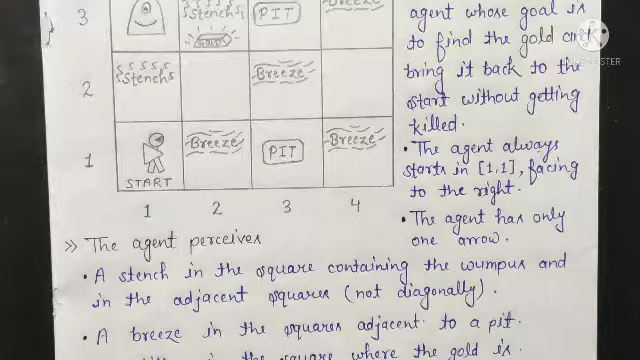 3 Stench PIT Breeze
GOLD
agent whose goal is
to find the gold and
bring it back to the
start without getting
killed.
2 Stench Breeze
1 Breeze PIT Breeze
START
1 2 3 4
• The agent always
starts in [1,1], facing
to the right.
• The agent has only
one arrow.
>> The agent perceives
• A stench in the square containing the wumpus and
in the adjacent squares (not diagonally).
• A breeze in the squares adjacent to a pit.
in the square where the gold is.